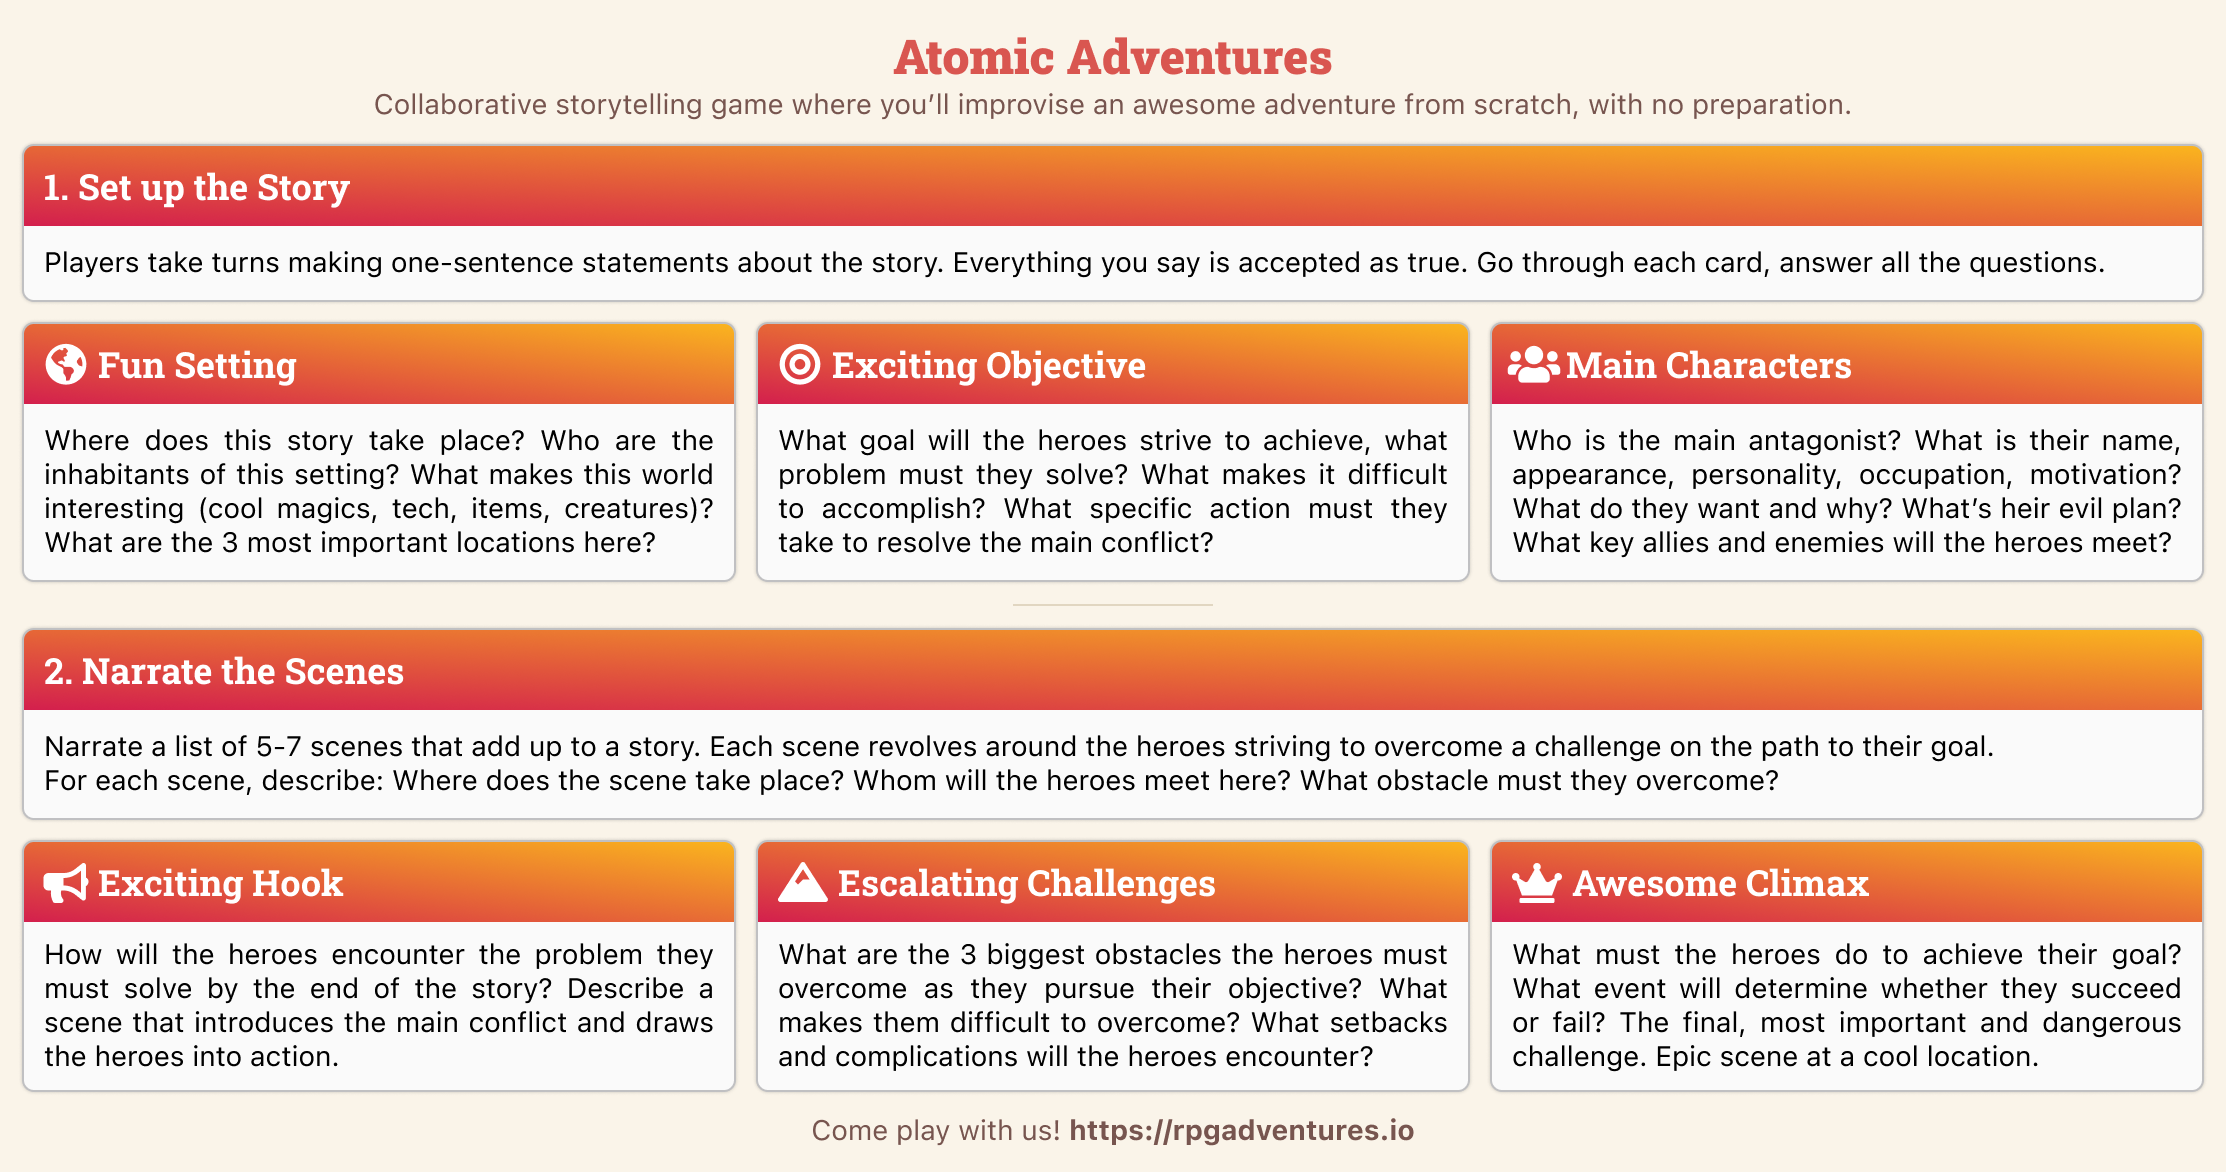 Atomic Adventures
Collaborative storytelling game where you’ll improvise an awesome adventure from scratch, with no preparation.
1. Set up the Story
Players take turns making one-sentence statements about the story. Everything you say is accepted as true. Go through each card, answer all the questions.
Fun Setting
Where does this story take place? Who are the
inhabitants of this setting? What makes this world
interesting (cool magics, tech, items, creatures)?
What are the 3 most important locations here?
Exciting Objective
What goal will the heroes strive to achieve, what
problem must they solve? What makes it difficult
to accomplish? What specific action must they
take to resolve the main conflict?
Main Characters
Who is the main antagonist? What is their name,
appearance, personality, occupation, motivation?
What do they want and why? What’s heir evil plan?
What key allies and enemies will the heroes meet?
2. Narrate the Scenes
Narrate a list of 5-7 scenes that add up to a story. Each scene revolves around the heroes striving to overcome a challenge on the path to their goal.
For each scene, describe: Where does the scene take place? Whom will the heroes meet here? What obstacle must they overcome?
Exciting Hook
How will the heroes encounter the problem they
must solve by the end of the story? Describe a
scene that introduces the main conflict and draws
the heroes into action.
Escalating Challenges
What are the 3 biggest obstacles the heroes must
overcome as they pursue their objective? What
makes them difficult to overcome? What setbacks
and complications will the heroes encounter?
Awesome Climax
What must the heroes do to achieve their goal?
What event will determine whether they succeed
or fail? The final, most important and dangerous
challenge. Epic scene at a cool location.
Come play with us! https://rpgadventures.io